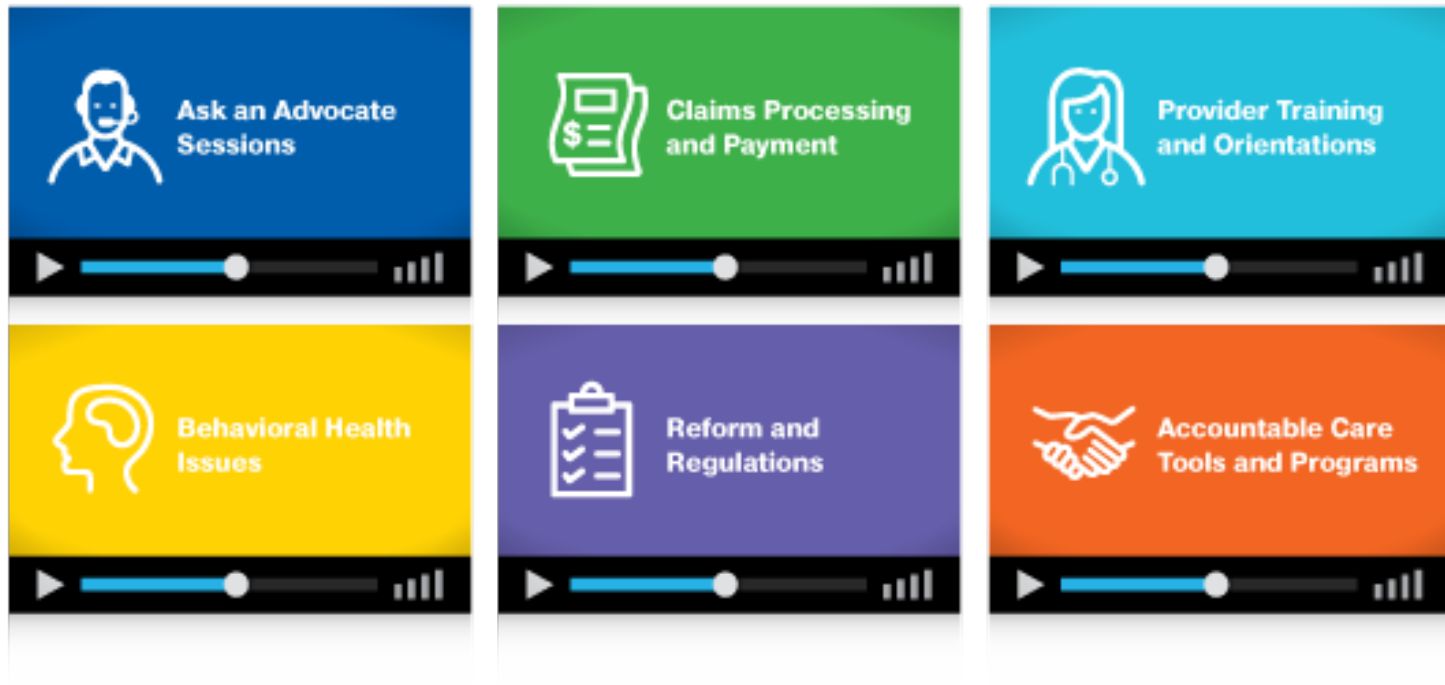 Ask an Advocate
Sessions
Claims Processing
and Payment
$
Provider Training
and Orientations
Behavioral Health
Issues
Reform and
Regulations
Accountable Care
Tools and Programs